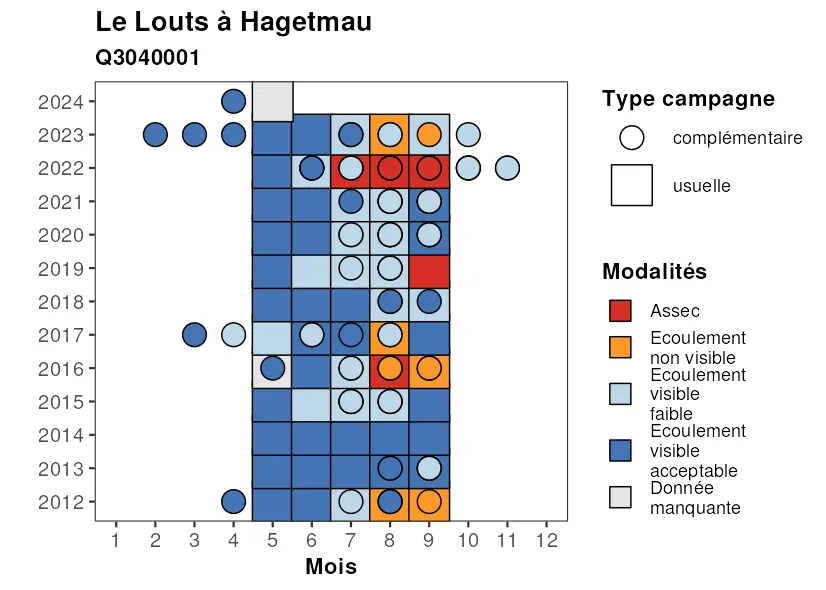 Le Louts à Hagetmau
Q3040001
2024
2023
2022
2021
2020
2019
2018
2017
2016
2015
2014
2013
2012
1 2 3 4 5 6 7 8 9 10 11 12
Mois
Type campagne
complémentaire
usuelle
Modalités
Assec
Ecoulement
non visible
Ecoulement
visible
faible
Ecoulement
visible
acceptable
Donnée
manquante